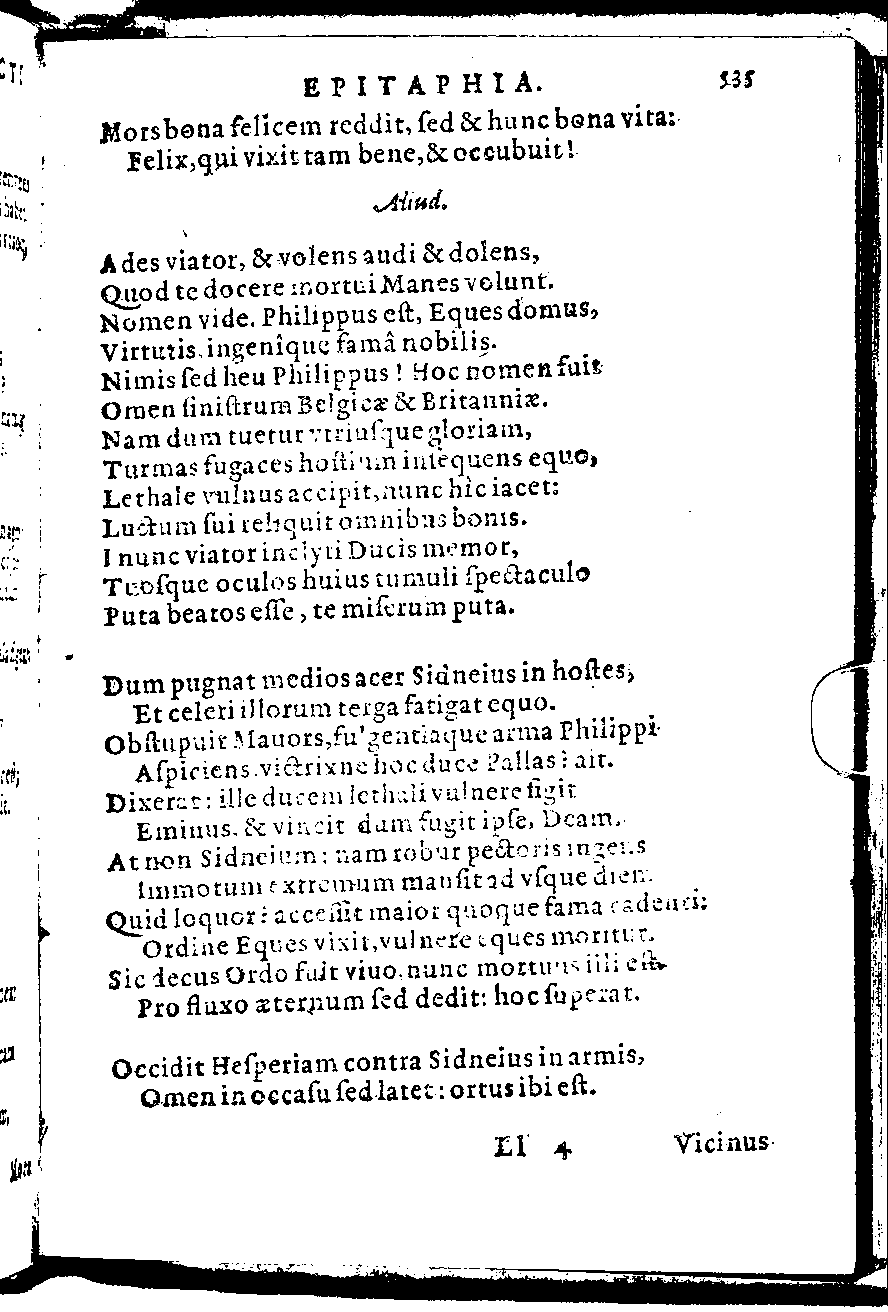 EPITAPHIA. 535
Mors bona felicem reddit, ſed & hunc bona vita:
Felix, qui vixit tam bene, & occubuit!
Aliud.
Ades viator, & volens audi & dolens,
Quod te docere mortui Manes volunt.
Nomen vide. Philippus eſt, Eques domus,
Virtutis, ingenîque famâ nobilis.
Nimis ſed heu Philippus! Hoc nomen fuit
Omen ſiniſtrum Belgicæ & Britanniæ.
Nam dum tuetur vtriuſque gloriam,
Turmas fugaces hoſtium inſequens equo,
Lethale vulnus accipit, nunc hîc iacet:
Luctum ſui reliquit omnibus bonis.
I nunc viator inclyti Ducis memor,
Tuoſque oculos huius tumuli ſpectaculo
Puta beatos eſſe, te miſerum puta.
Dum pugnat medios acer Sidneius in hoſtes,
Et celeri illorum terga fatigat equo.
Obſtupuit Mavors, fulgentiaque arma Philippi
Aſpiciens, victrixne hoc duce Pallas? ait.
Dixerat: ille ducem lethali vulnere figit
Eminus, & vincit dum fugit ipſe, Deam.
At non Sidneium: nam robur pectoris ingens
Immotum extremum manſit ad vſque diem.
Quid loquor? acceſſit maior quoque fama cadenti:
Ordine Eques vixit, vulnere eques moritur.
Sic decus Ordo fuit viuo, nunc mortuus illi eſt
Pro fluxo æternum ſed dedit: hoc ſuperat.
Occidit Heſperiam contra Sidneius in armis,
Omen in occaſu ſed latet: ortus ibi eſt.
Ll 4 Vicinus